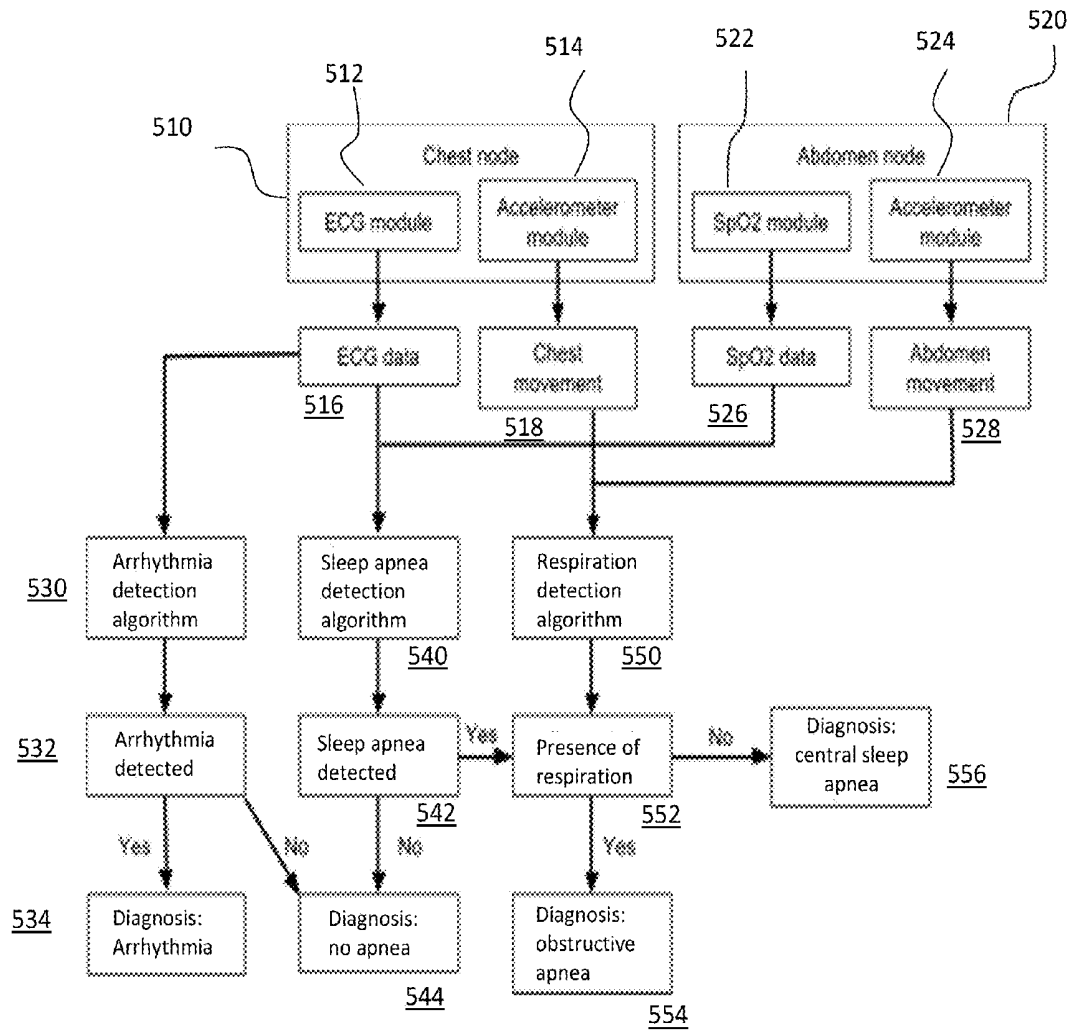 520
522
524
514
512
510
Chest node
Abdomen node
ECG module
Accelerometer
module
SpO2 module
Accelerometer
module
ECG data
Chest
movement
SpO2 data
Abdomen
movement
516
518
526
528
530
Arrhythmia
detection
algorithm
Sleep apnea
detection
algorithm
Respiration
detection
algorithm
540
550
532
Arrhythmia
detected
Sleep apnea
detected
Yes
Presence of
respiration
No
Diagnosis:
central sleep
apnea
556
542
552
Yes
No
No
Yes
534
Diagnosis:
Arrhythmia
Diagnosis:
no apnea
Diagnosis:
obstructive
apnea
544
554